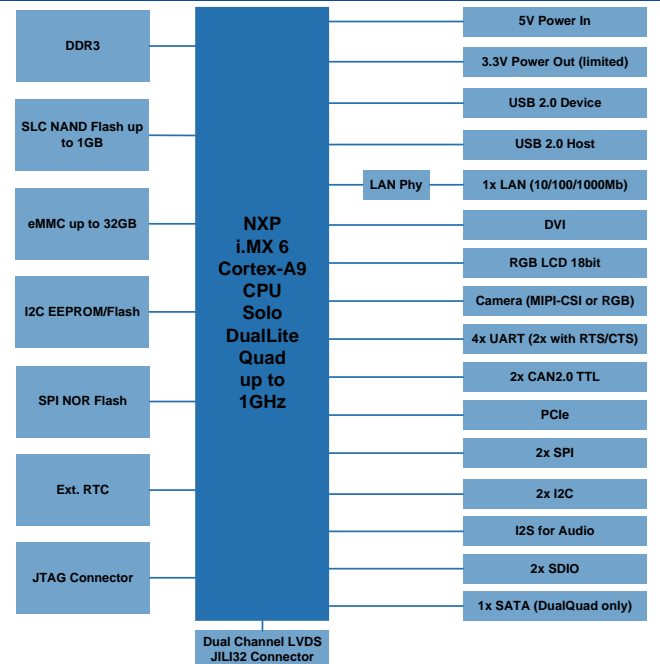 DDR3
SLC NAND Flash up
to 1GB
eMMC up to 32GB
I2C EEPROM/Flash
SPI NOR Flash
Ext. RTC
JTAG Connector
NXP
i.MX 6
Cortex-A9
CPU
Solo
DualLite
Quad
up to
1GHz
Dual Channel LVDS
JILI32 Connector
5V Power In
3.3V Power Out (limited)
USB 2.0 Device
USB 2.0 Host
LAN Phy
1x LAN (10/100/1000Mb)
DVI
RGB LCD 18bit
Camera (MIPI-CSI or RGB)
4x UART (2x with RTS/CTS)
2x CAN2.0 TTL
PCIe
2x SPI
2x I2C
I2S for Audio
2x SDIO
1x SATA (DualQuad only)